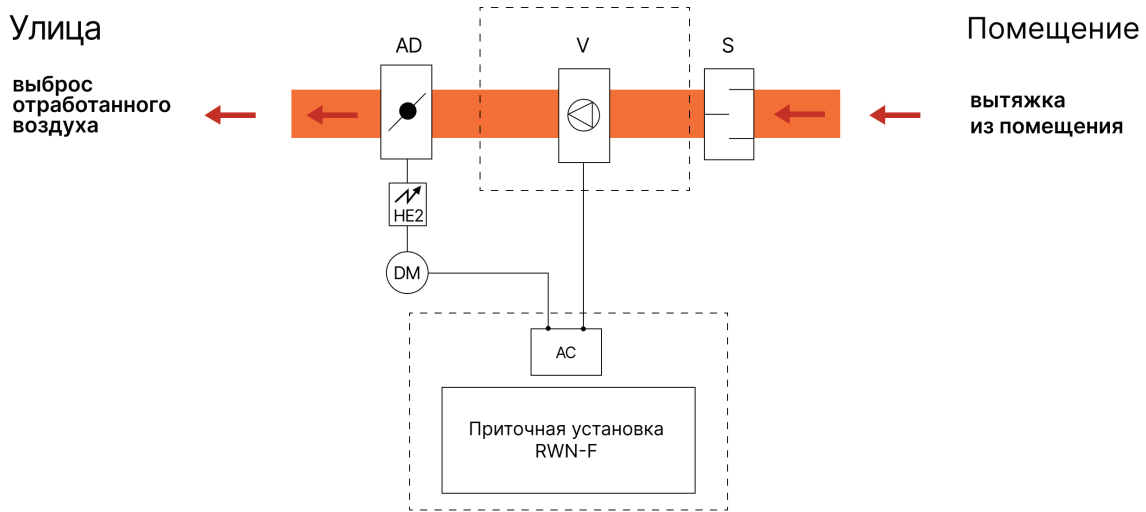 Улица
Помещение
AD
V
S
выброс
отработанного
воздуха
вытяжка
из помещения
HE2
DM
AC
Приточная установка
RWN-F